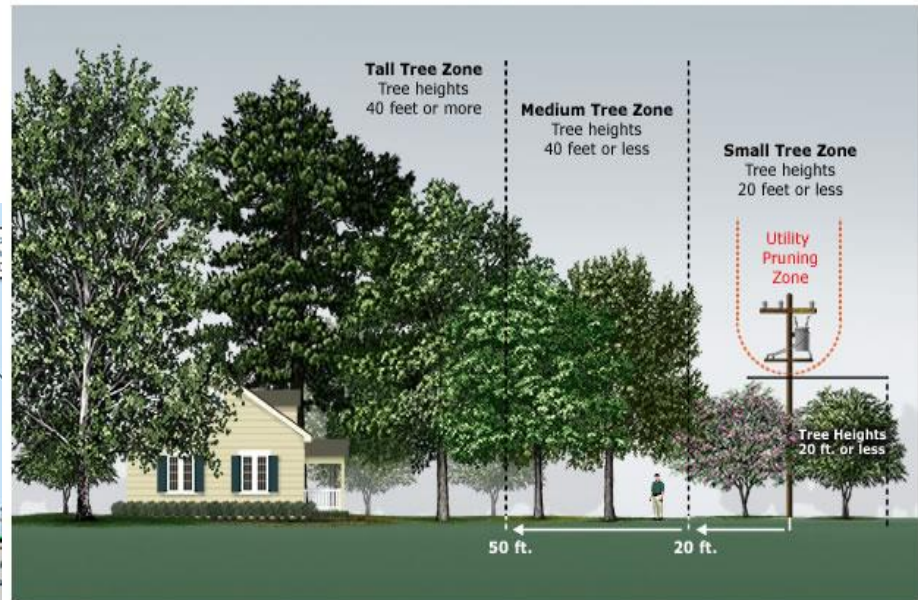 Tall Tree Zone
Tree heights
40 feet or more
Medium Tree Zone
Tree heights
40 feet or less
Small Tree Zone
Tree heights
20 feet or less
Utility
Pruning
Zone
Tree Heights
20 ft. or less
50 ft.
20 ft.